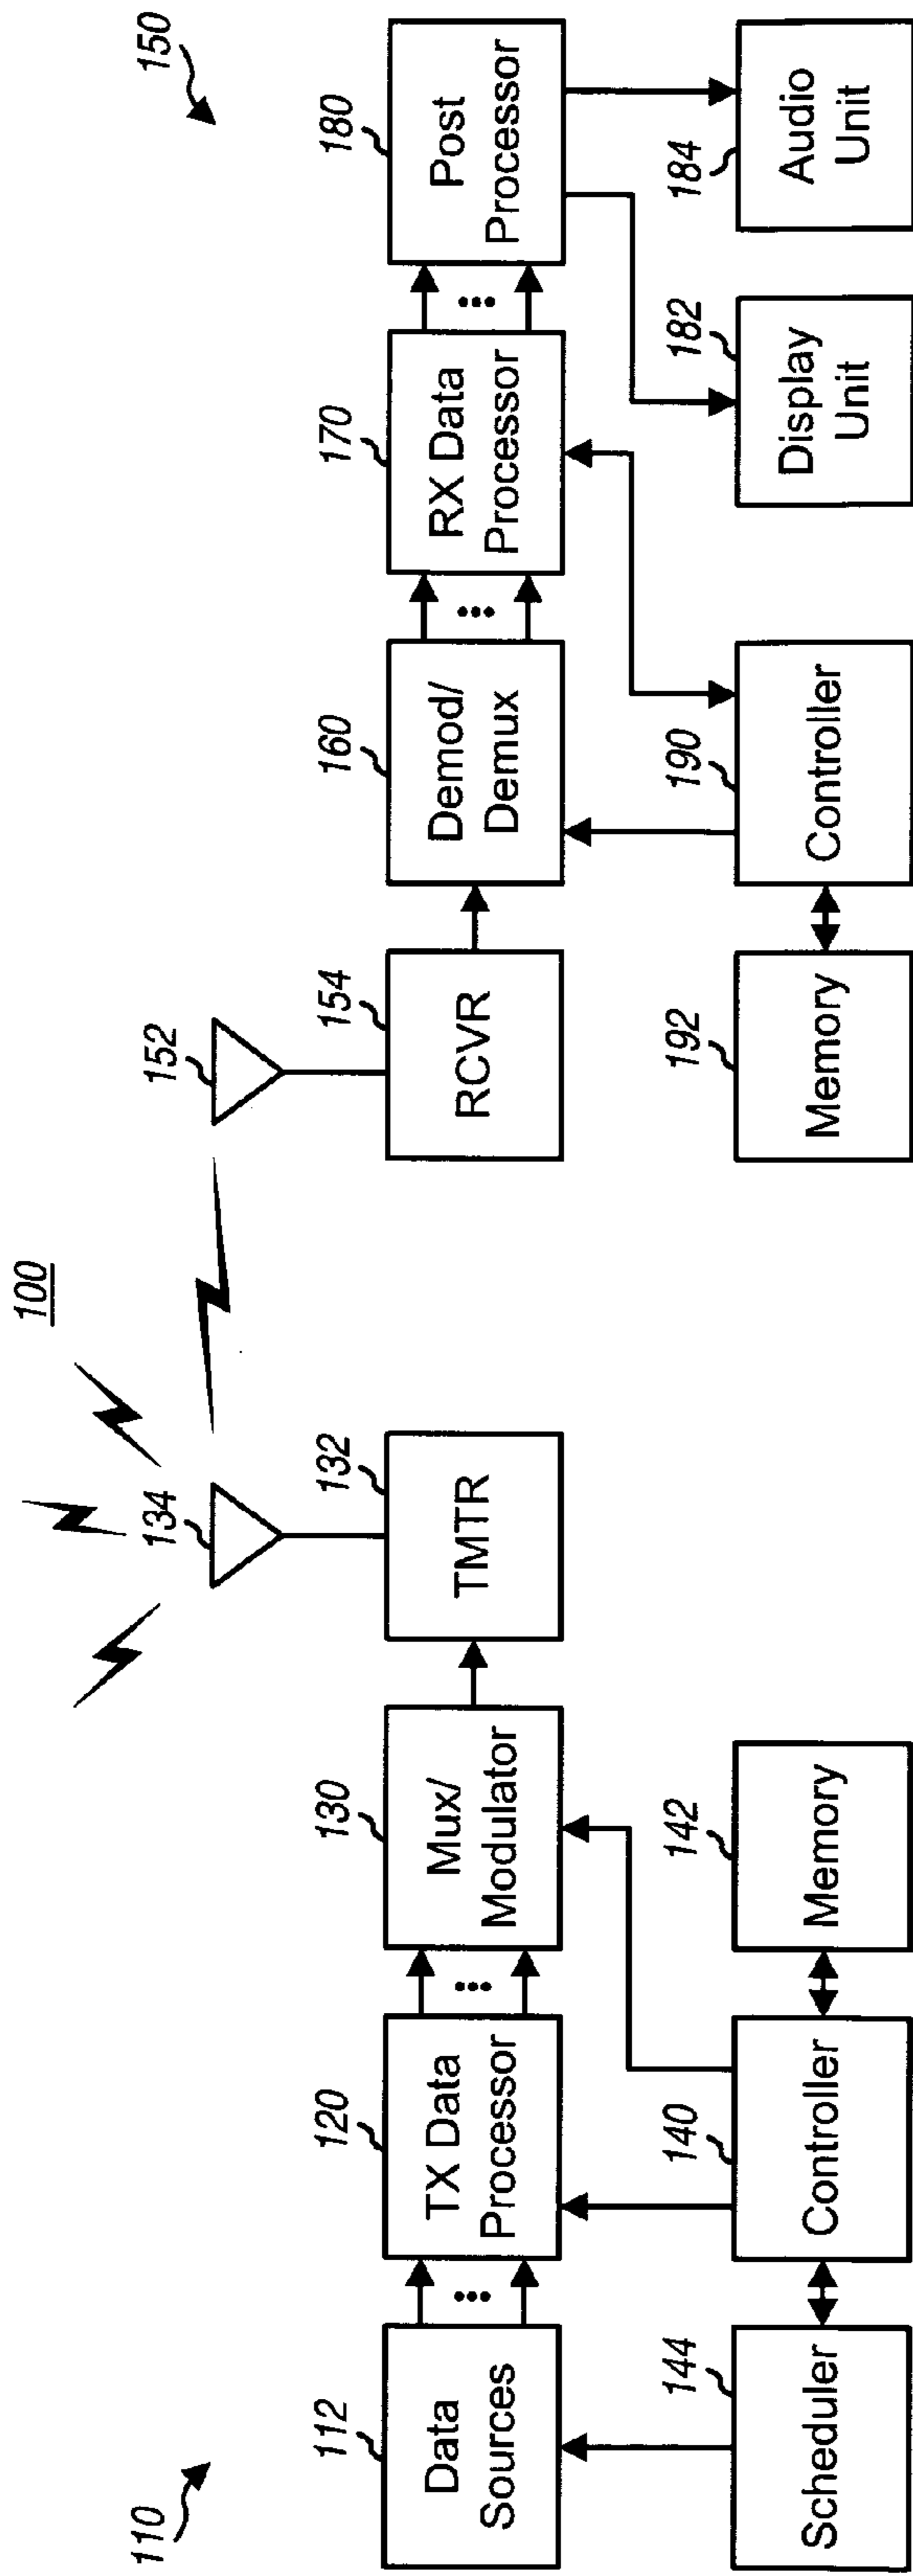 100
110
150
134
152
112
120
130
132
154
160
170
180
Data
Sources
TX Data
Processor
Mux/
Modulator
TMTR
RCVR
Demod/
Demux
RX Data
Processor
Post
Processor
144
140
142
192
190
182
184
Scheduler
Controller
Memory
Memory
Controller
Display
Unit
Audio
Unit